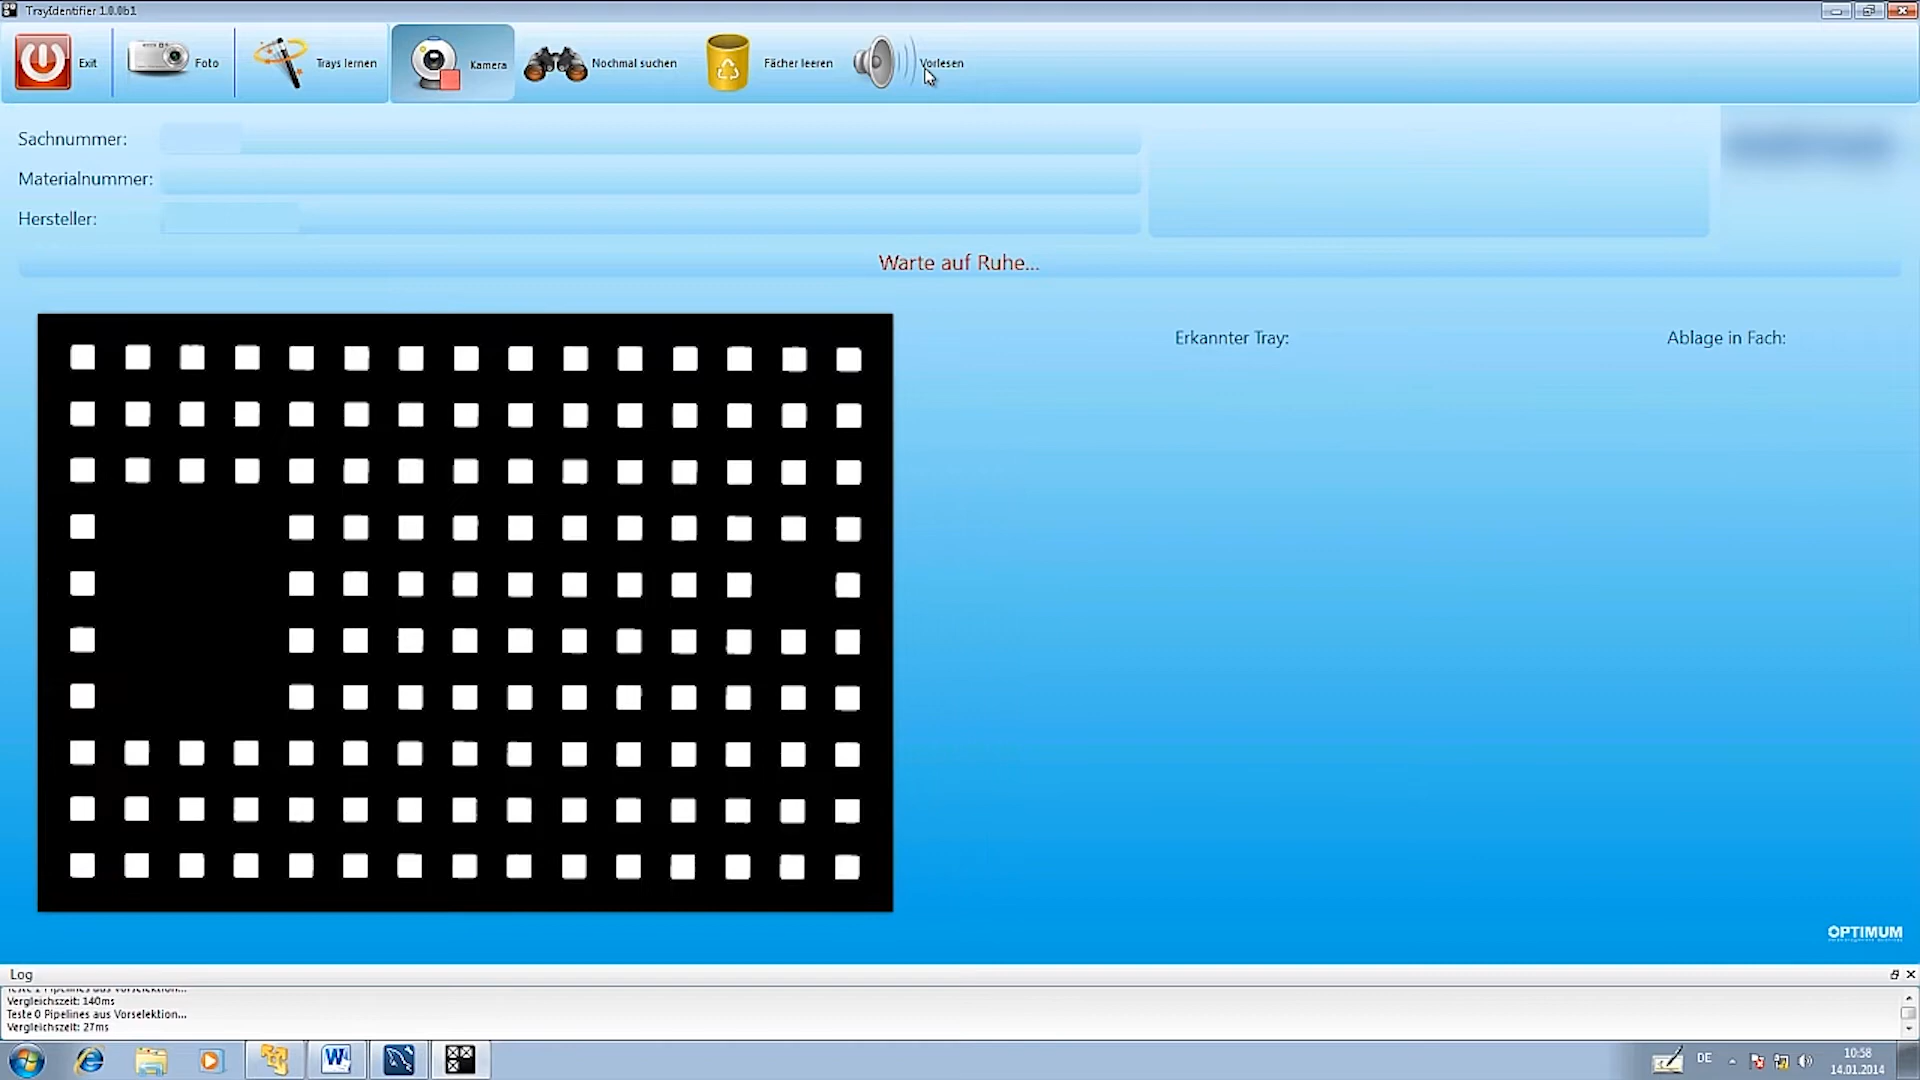 TrayIdentifier 1.0.0b1
Exit
Foto
Trays lernen
Kamera
Nochmal suchen
Fächer leeren
Vorlesen
Sachnummer:
Materialnummer:
Hersteller:
Warte auf Ruhe...
Erkannter Tray:
Ablage in Fach:
OPTIMUM
Log
Vergleichszeit: 140ms
Teste 0 Pipelines aus Vorselektion...
Vergleichszeit: 27ms
DE
10:58
14.01.2014